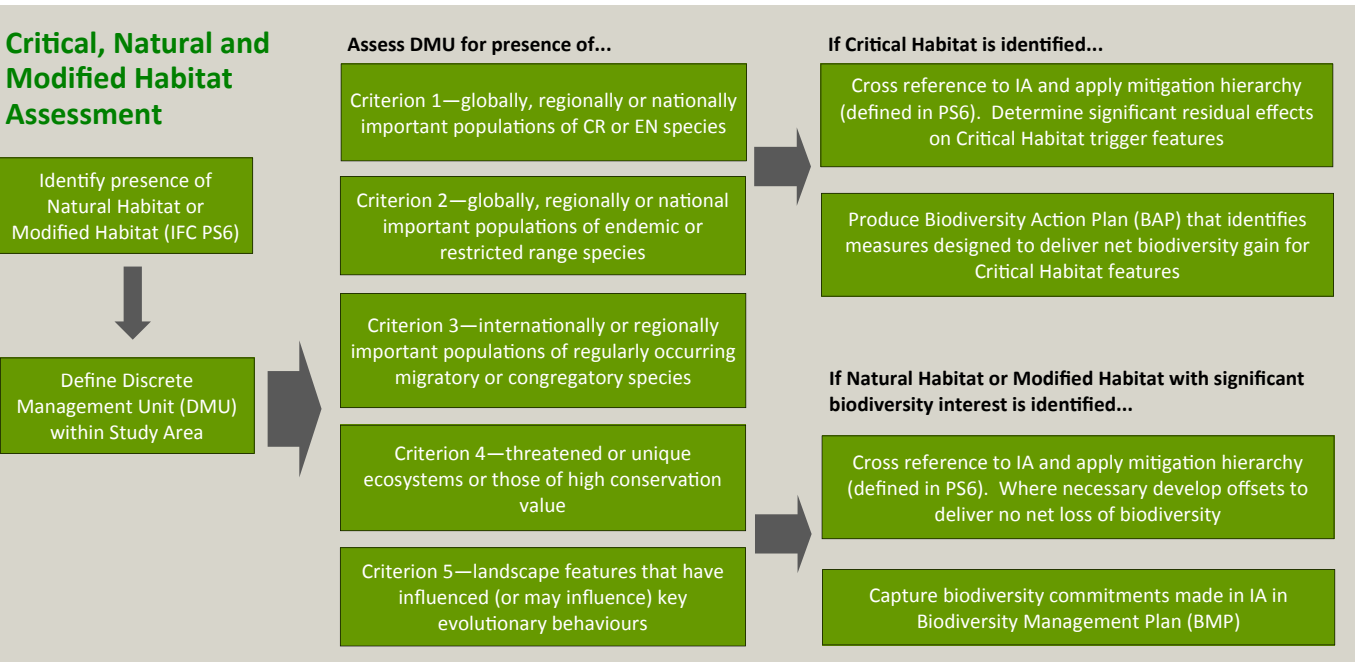 Critical, Natural and
Modified Habitat
Assessment
Identify presence of
Natural Habitat or
Modified Habitat (IFC PS6)
Define Discrete
Management Unit (DMU)
within Study Area
Assess DMU for presence of...
Criterion 1—globally, regionally or nationally
important populations of CR or EN species
Criterion 2—globally, regionally or national
important populations of endemic or
restricted range species
Criterion 3—internationally or regionally
important populations of regularly occurring
migratory or congregatory species
Criterion 4—threatened or unique
ecosystems or those of high conservation
value
Criterion 5—landscape features that have
influenced (or may influence) key
evolutionary behaviours
If Critical Habitat is identified...
Cross reference to IA and apply mitigation hierarchy
(defined in PS6).  Determine significant residual effects
on Critical Habitat trigger features
Produce Biodiversity Action Plan (BAP) that identifies
measures designed to deliver net biodiversity gain for
Critical Habitat features
If Natural Habitat or Modified Habitat with significant
biodiversity interest is identified...
Cross reference to IA and apply mitigation hierarchy
(defined in PS6).  Where necessary develop offsets to
deliver no net loss of biodiversity
Capture biodiversity commitments made in IA in
Biodiversity Management Plan (BMP)